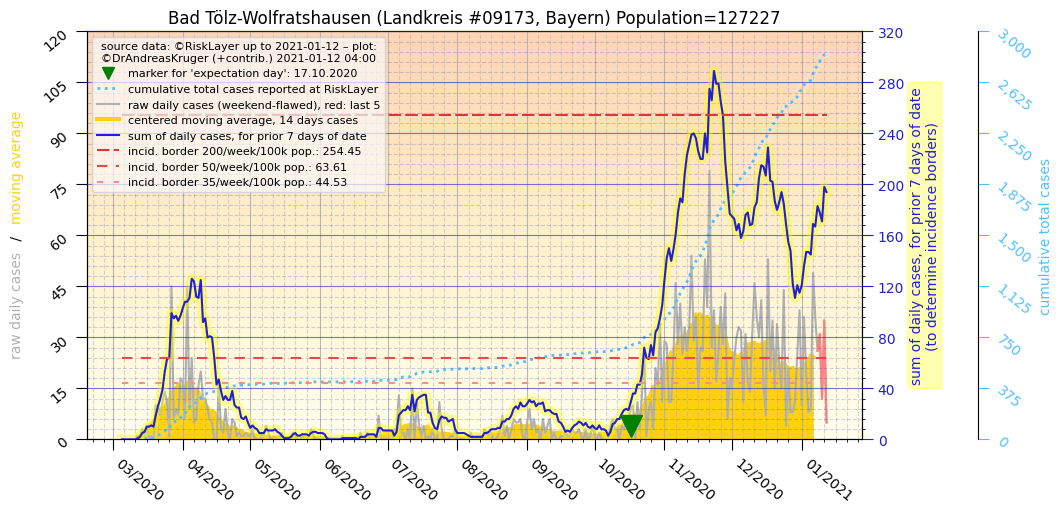 Bad Tölz-Wolfratshausen (Landkreis #09173, Bayern) Population=127227
source data: ©RiskLayer up to 2021-01-12 – plot:
©DrAndreasKruger (+contrib.) 2021-01-12 04:00
marker for 'expectation day': 17.10.2020
cumulative total cases reported at RiskLayer
raw daily cases (weekend-flawed), red: last 5
centered moving average, 14 days cases
sum of daily cases, for prior 7 days of date
incid. border 200/week/100k pop.: 254.45
incid. border 50/week/100k pop.: 63.61
incid. border 35/week/100k pop.: 44.53
raw daily cases / moving average
120
105
90
75
60
45
30
15
0
03/2020
04/2020
05/2020
06/2020
07/2020
08/2020
09/2020
10/2020
11/2020
12/2020
01/2021
320
280
240
200
160
120
80
40
0
sum of daily cases, for prior 7 days of date
(to determine incidence borders)
3,000
2,625
2,250
1,875
1,500
1,125
750
375
0
cumulative total cases